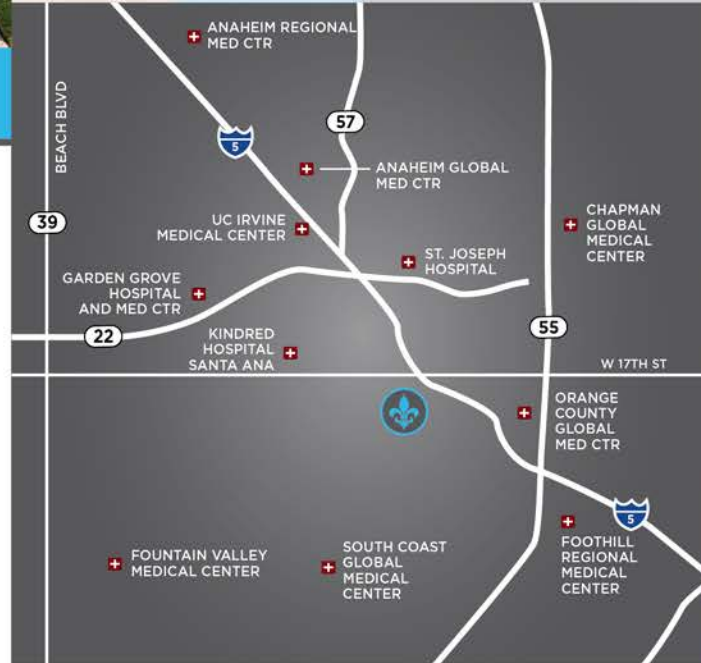 ANAHEIM REGIONAL
MED CTR
BEACH BLVD
57
5
ANAHEIM GLOBAL
MED CTR
39
UC IRVINE
MEDICAL CENTER
CHAPMAN
GLOBAL
MEDICAL
CENTER
ST. JOSEPH
HOSPITAL
GARDEN GROVE
HOSPITAL
AND MED CTR
22
55
KINDRED
HOSPITAL
SANTA ANA
W 17TH ST
ORANGE
COUNTY
GLOBAL
MED CTR
5
FOUNTAIN VALLEY
MEDICAL CENTER
SOUTH COAST
GLOBAL
MEDICAL
CENTER
FOOTHILL
REGIONAL
MEDICAL
CENTER